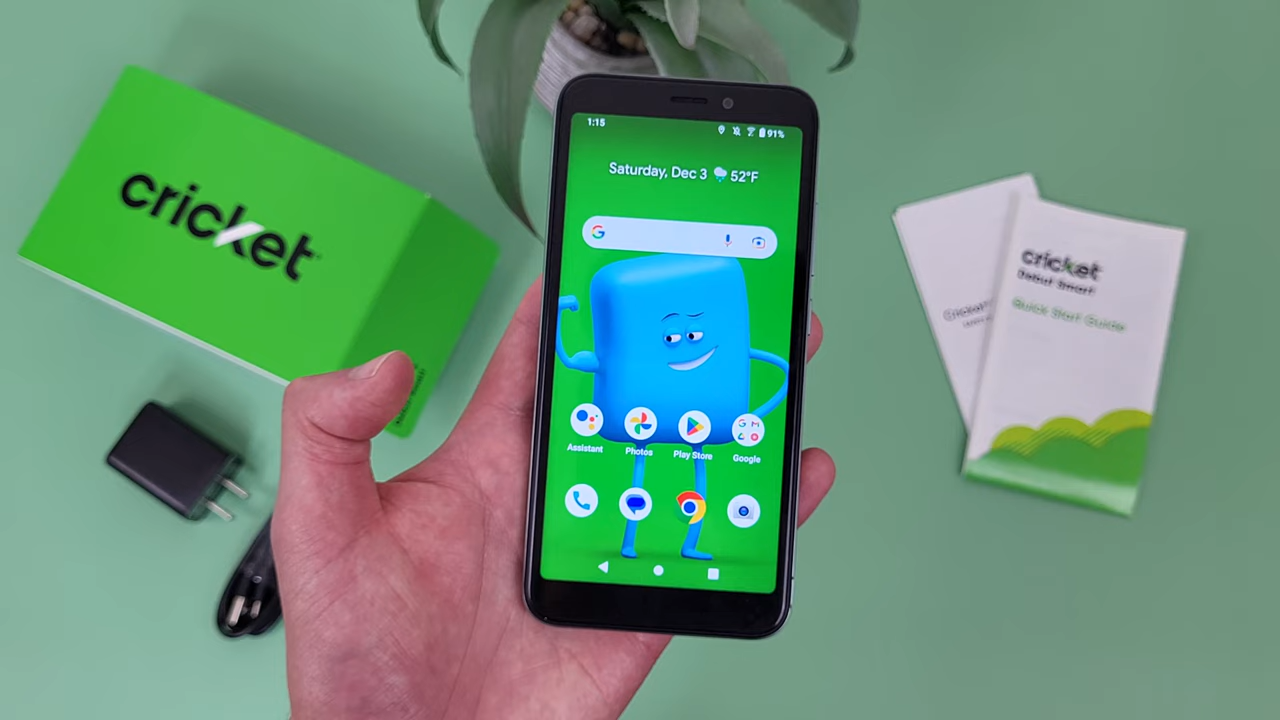 cricket
1:15
91%
Saturday, Dec 3 52°F
Assistant
Photos
Play Store
Google
cricket
Debut Smart
Quick Start Guide